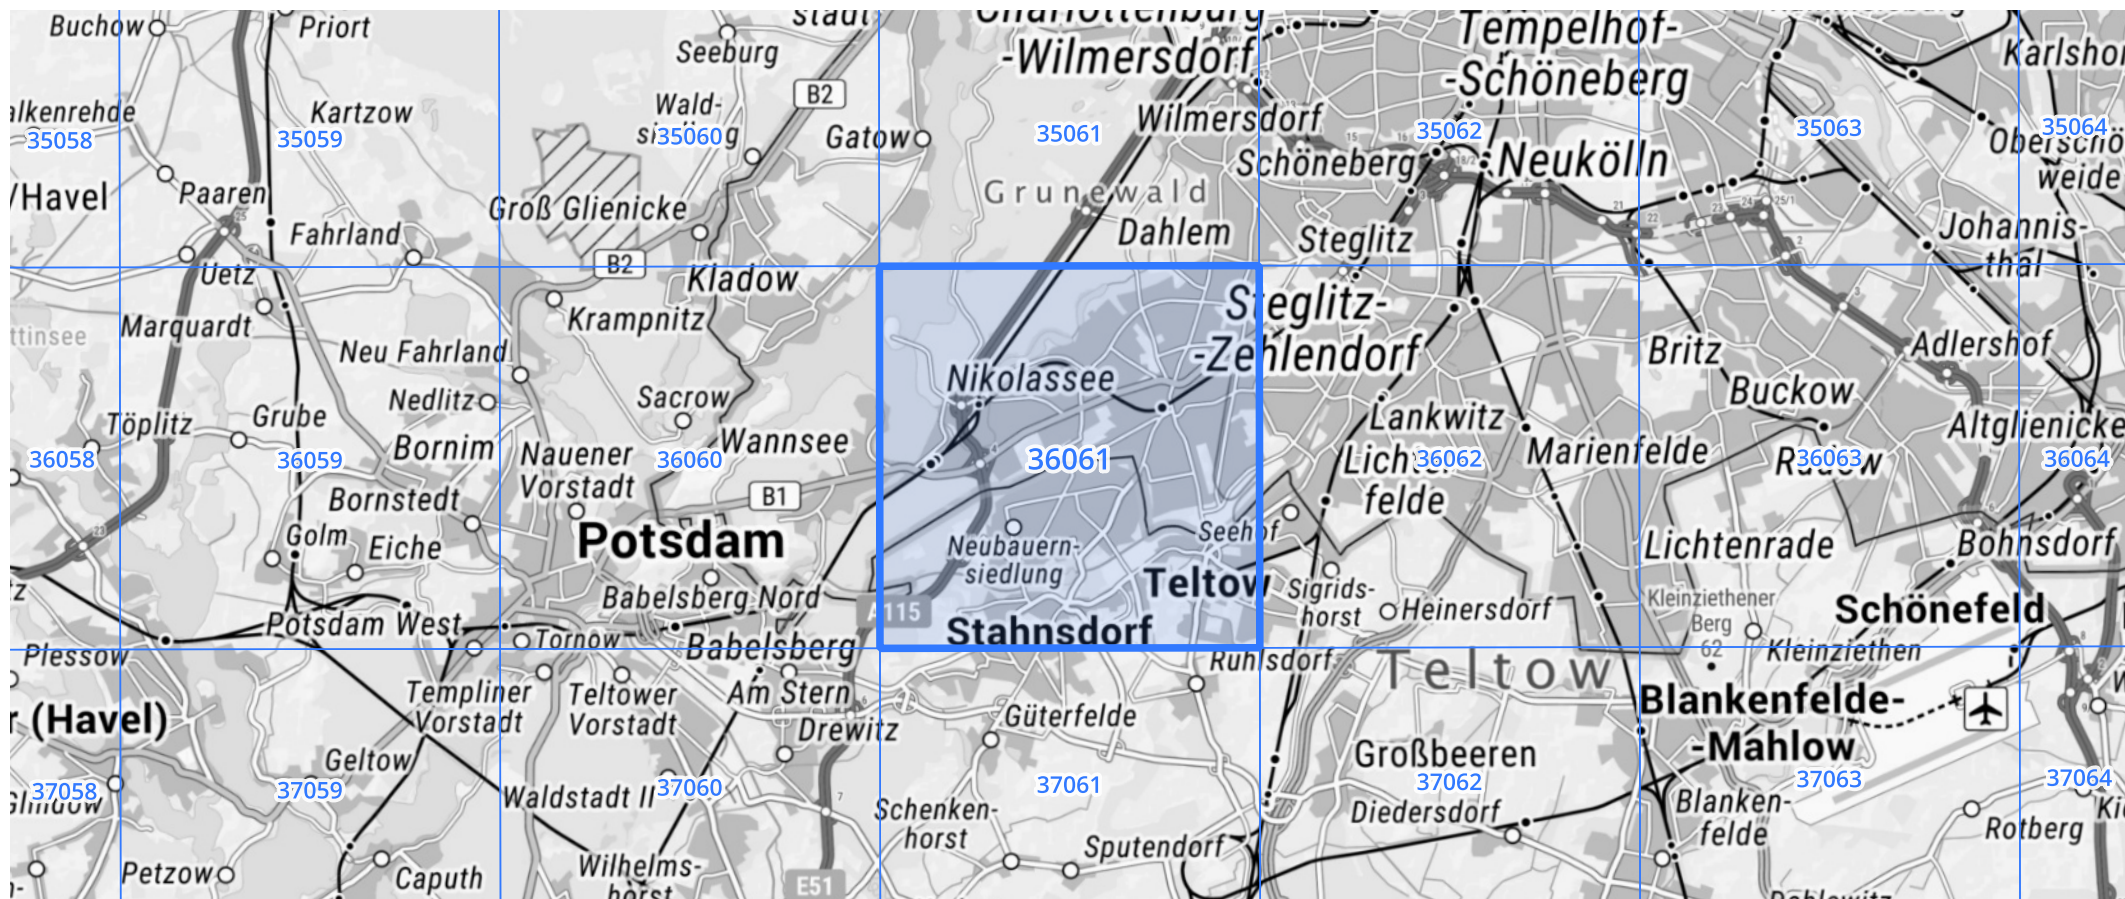 Buchow
Priort
Seeburg
-Wilmersdorf
Tempelhof-
-Schöneberg
B2
alkenrehde
Kartzow
Wald-
Gatow
Wilmersdorf
35058
35059
35060
35061
35062
35063
35064
/Havel
Paaren
Groß Glienicke
Grunewald
Schöneberg
Neukölln
Fahrland
Dahlem
Steglitz
Johannis-
thal
Uetz
B2
Kladow
Marquardt
Krampnitz
Steglitz-
-Zehlendorf
Neu Fahrland
Nikolassee
Britz
Adlershof
Nedlitz
Sacrow
Buckow
Töplitz
Grube
Bornim
Wannsee
Lankwitz
Altglienicke
Nauener
Vorstadt
Marienfelde
36058
36059
36060
36061
36062
36063
36064
felde
Bornstedt
B1
Golm
Eiche
Potsdam
Neubauern-
siedlung
Seehof
Lichtenrade
Bohnsdorf
Teltow
Sigrids-
horst
Heinersdorf
Kleinziethener
Berg
62
Schönefeld
Potsdam West
Babelsberg Nord
A115
Stahnsdorf
Plessow
Tornow
Babelsberg
Ruhlsdorf
Teltow
Kleinziethen
r (Havel)
Templiner
Vorstadt
Teltower
Vorstadt
Am Stern
Drewitz
Güterfelde
Blankenfelde-
-Mahlow
Geltow
Großbeeren
37058
37059
37060
37061
37062
37063
37064
Glindow
Waldstadt II
Schenken-
horst
Diedersdorf
Blanken-
felde
Rotberg
Petzow
Caputh
Wilhelms-
horst
E51
Sputendorf